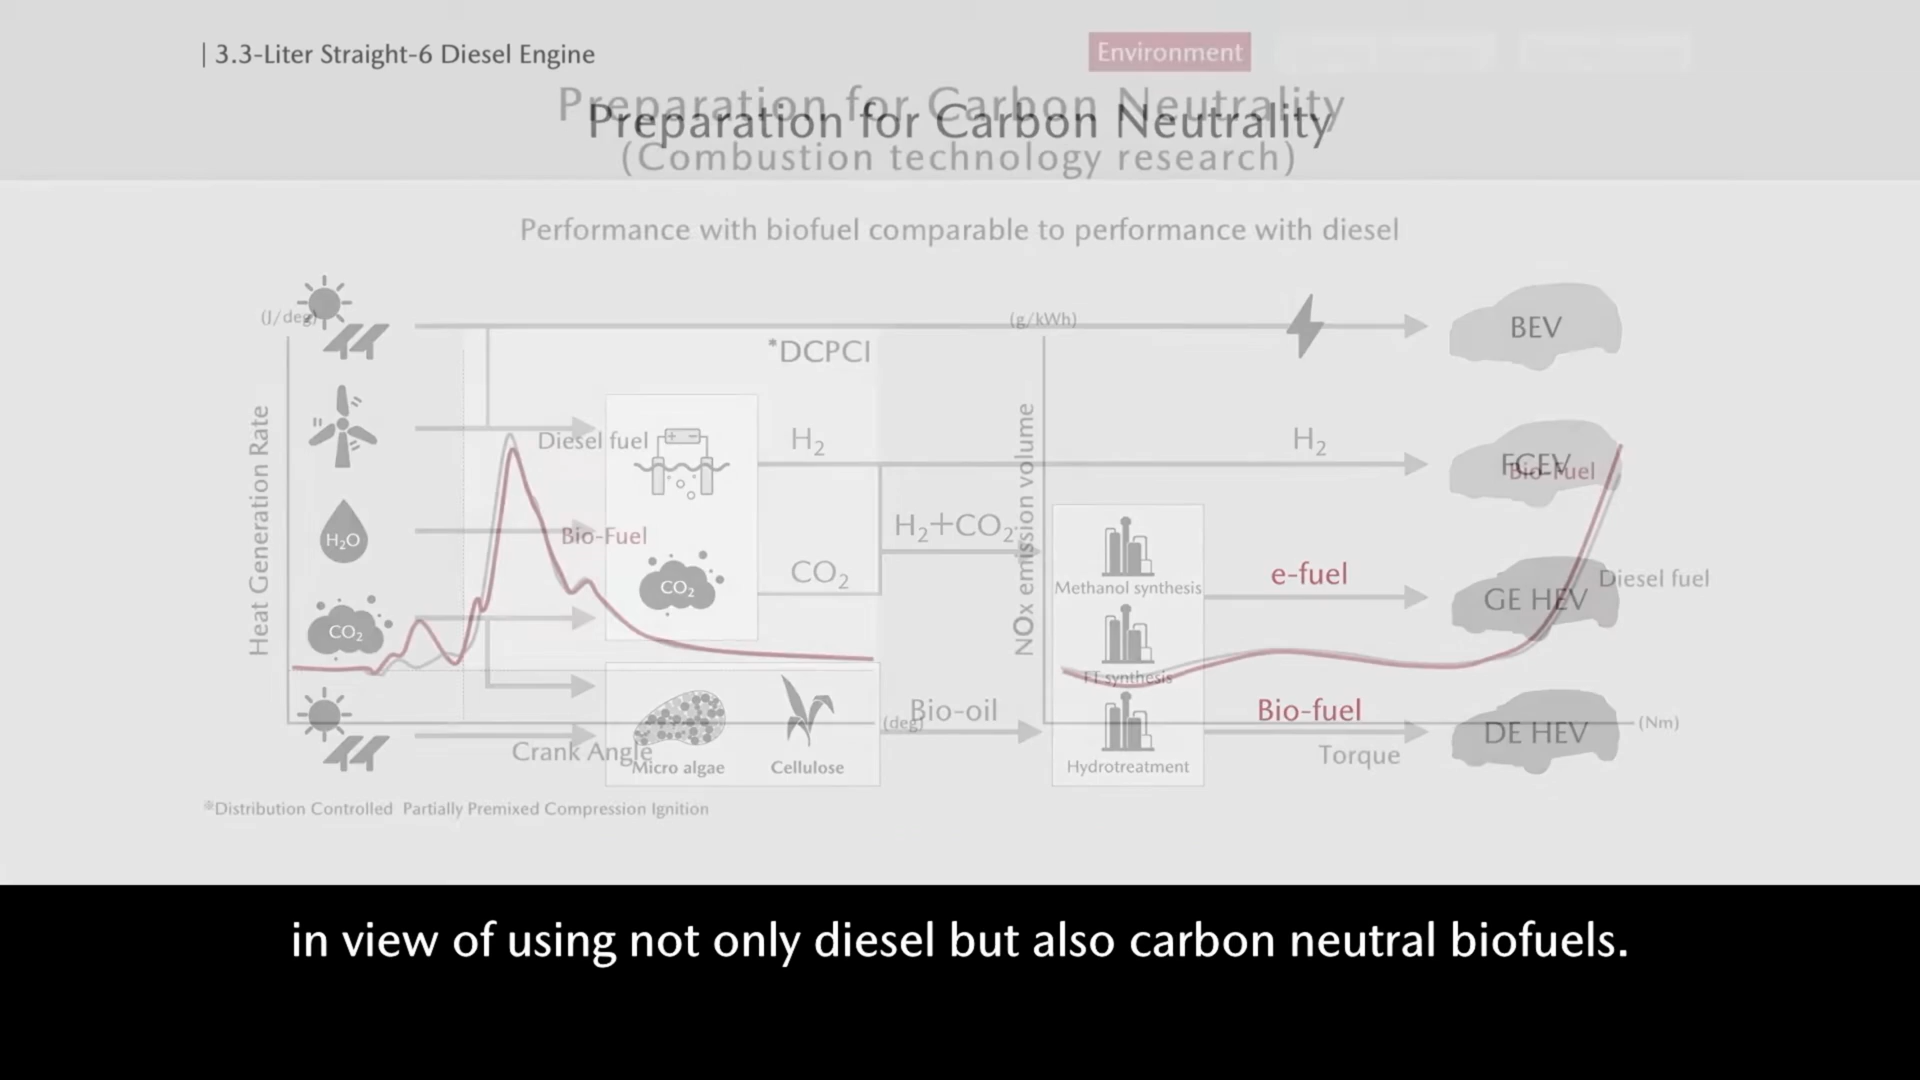 3.3-Liter Straight-6 Diesel Engine
Environment
Preparation for Carbon Neutrality
Preparation for Carbon Neutrality
(Combustion technology research)
Performance with biofuel comparable to performance with diesel
(J/deg)
(g/kWh)
BEV
*DCPCI
Heat Generation Rate
Diesel fuel
H₂
H₂
FCEV
Bio-Fuel
NOx emission volume
H₂+CO₂
H₂O
Bio-Fuel
CO₂
CO₂
Methanol synthesis
e-fuel
Diesel fuel
GE HEV
CO₂
FT synthesis
Bio-oil
Bio-fuel
(deg)
(Nm)
DE HEV
Crank Angle
Micro algae
Cellulose
Hydrotreatment
Torque
※Distribution Controlled Partially Premixed Compression Ignition
in view of using not only diesel but also carbon neutral biofuels.